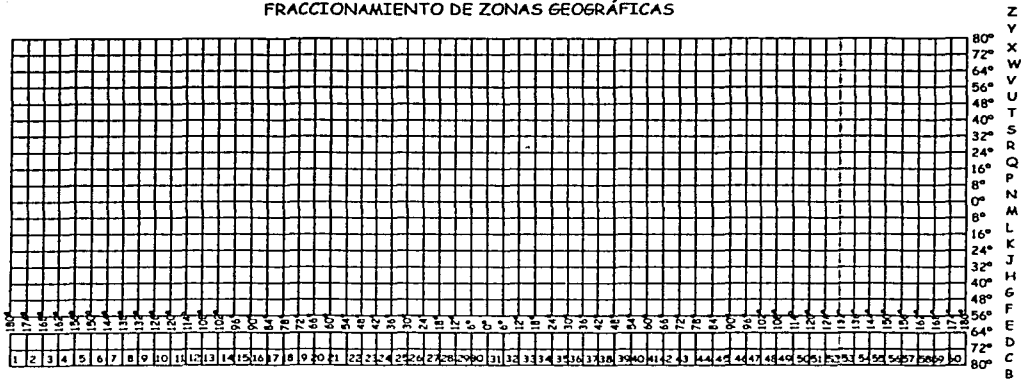 FRACCIONAMIENTO DE ZONAS GEOGRÁFICAS
Z
Y
80°
X
72°
W
64°
V
56°
U
48°
T
40°
S
32°
R
24°
Q
16°
P
8°
N
0°
M
8°
L
16°
K
24°
J
32°
H
40°
G
48°
F
56°
E
64°
D
72°
C
80°
B
180° 174° 168° 162° 156° 150° 144° 138° 132° 126° 120° 114° 108° 102° 96° 90° 84° 78° 72° 66° 60° 54° 48° 42° 36° 30° 24° 18° 12° 6° 0° 6° 12° 18° 24° 30° 36° 42° 48° 54° 60° 66° 72° 78° 84° 90° 96° 102° 108° 114° 120° 126° 132° 138° 144° 150° 156° 162° 168° 174° 180°
1 2 3 4 5 6 7 8 9 10 11 12 13 14 15 16 17 18 19 20 21 22 23 24 25 26 27 28 29 30 31 32 33 34 35 36 37 38 39 40 41 42 43 44 45 46 47 48 49 50 51 52 53 54 55 56 57 58 59 60